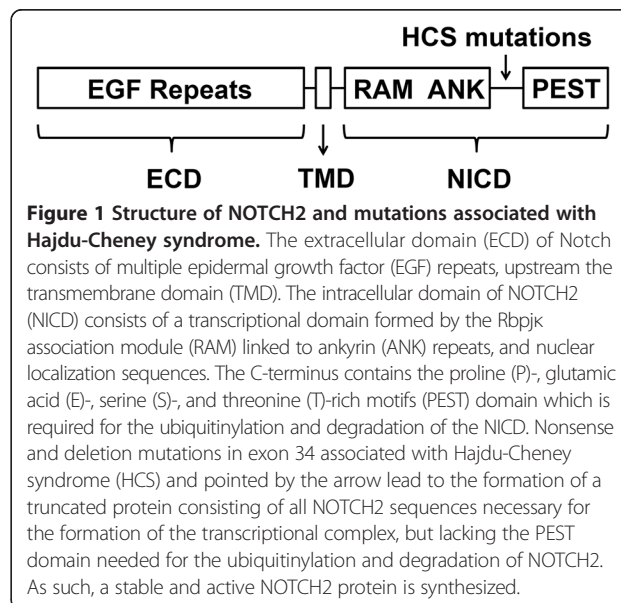 HCS mutations
EGF Repeats RAM ANK PEST
ECD TMD NICD
Figure 1 Structure of NOTCH2 and mutations associated with
Hajdu-Cheney syndrome. The extracellular domain (ECD) of Notch
consists of multiple epidermal growth factor (EGF) repeats, upstream the
transmembrane domain (TMD). The intracellular domain of NOTCH2
(NICD) consists of a transcriptional domain formed by the Rbpjκ
association module (RAM) linked to ankyrin (ANK) repeats, and nuclear
localization sequences. The C-terminus contains the proline (P)-, glutamic
acid (E)-, serine (S)-, and threonine (T)-rich motifs (PEST) domain which is
required for the ubiquitinylation and degradation of the NICD. Nonsense
and deletion mutations in exon 34 associated with Hajdu-Cheney
syndrome (HCS) and pointed by the arrow lead to the formation of a
truncated protein consisting of all NOTCH2 sequences necessary for
the formation of the transcriptional complex, but lacking the PEST
domain needed for the ubiquitinylation and degradation of NOTCH2.
As such, a stable and active NOTCH2 protein is synthesized.